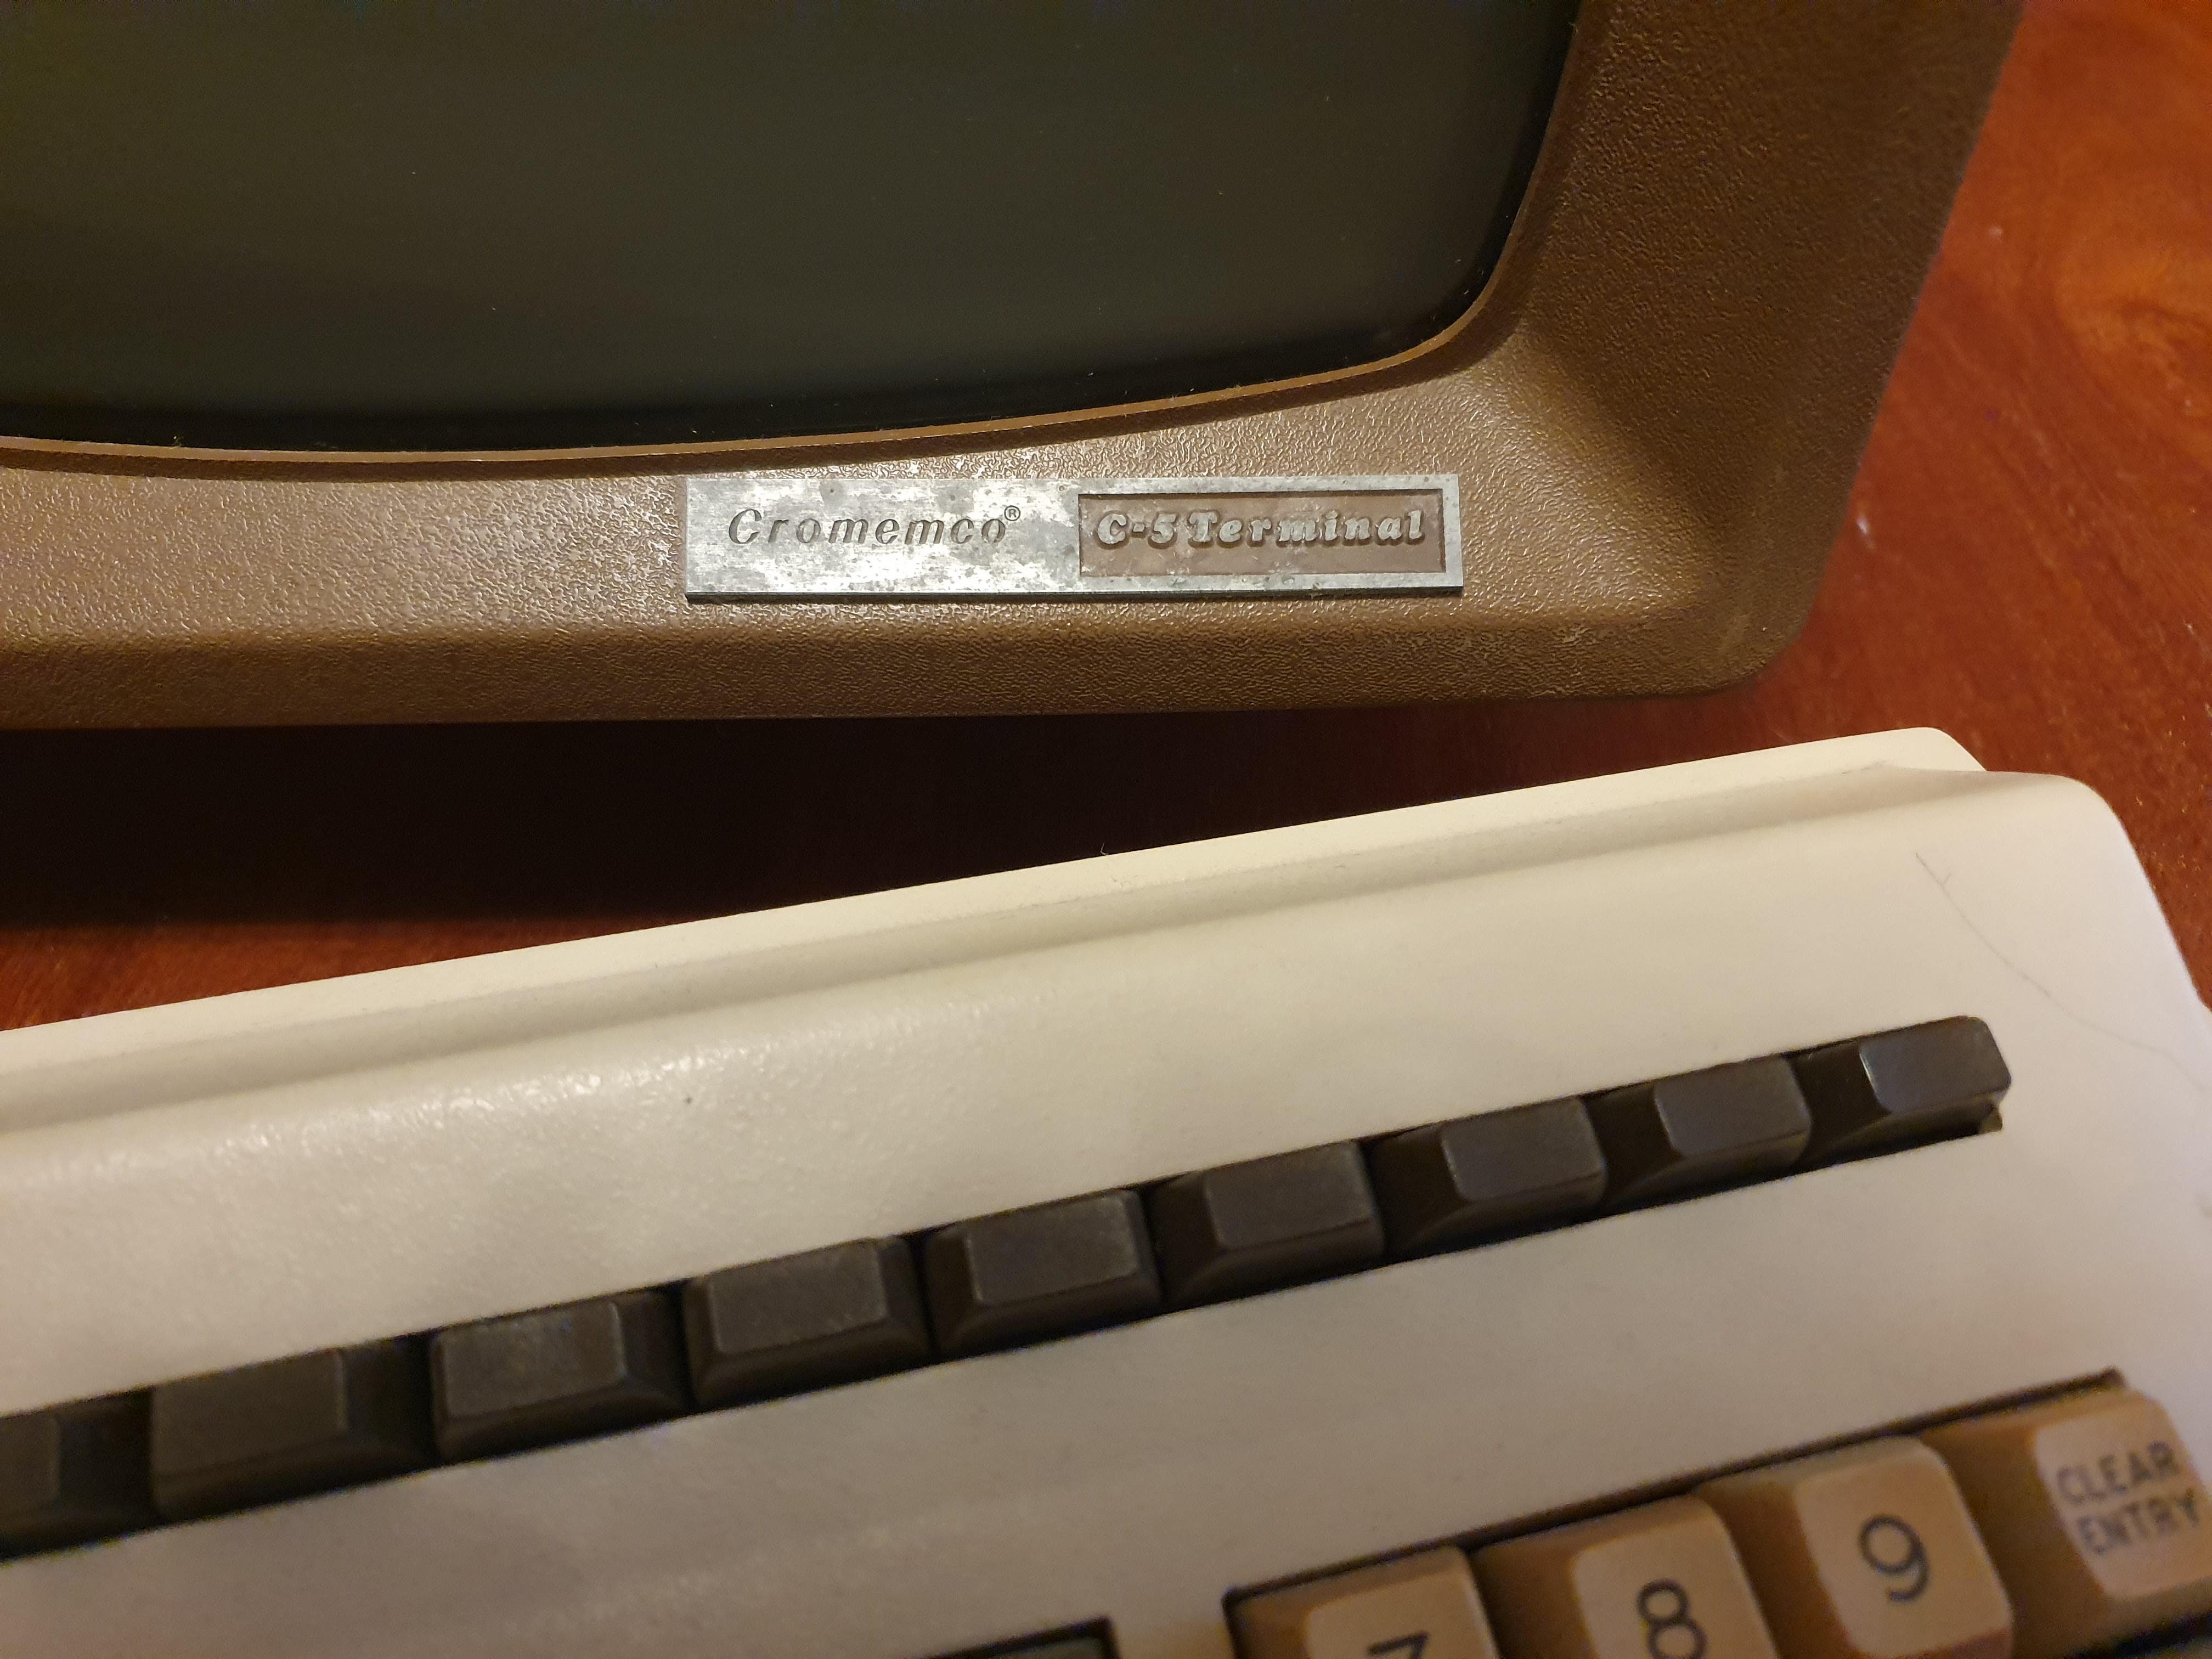 Cromemco® C-5 Terminal
7 8 9 CLEAR
ENTRY